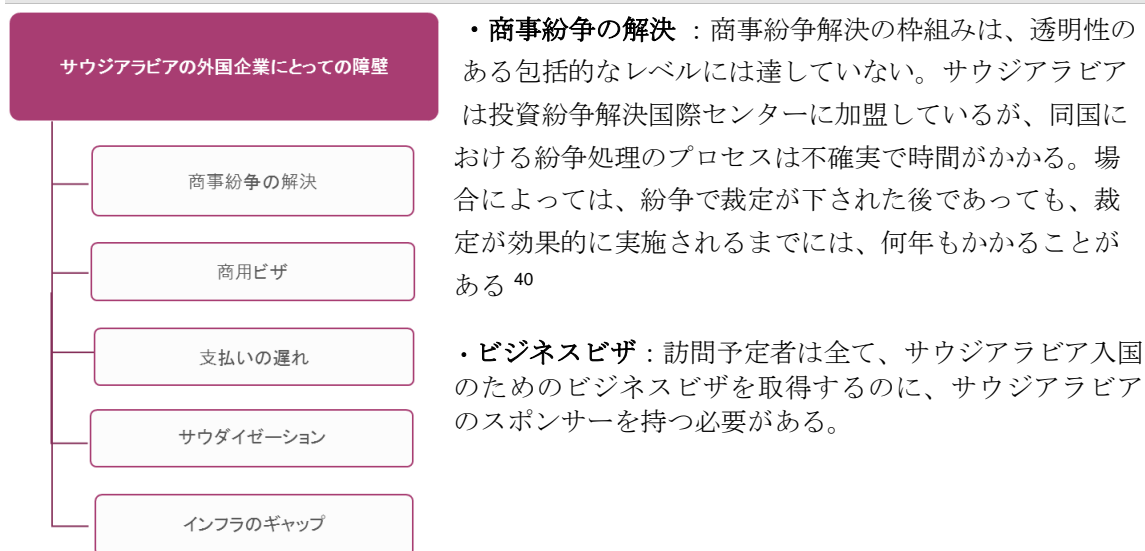 サウジアラビアの外国企業にとっての障壁
商事紛争の解決
商用ビザ
支払いの遅れ
サウダイゼーション
インフラのギャップ
・商事紛争の解決 ：商事紛争解決の枠組みは、透明性の
ある包括的なレベルには達していない。サウジアラビア
は投資紛争解決国際センターに加盟しているが、同国に
おける紛争処理のプロセスは不確実で時間がかかる。場
合によっては、紛争で裁定が下された後であっても、裁
定が効果的に実施されるまでには、何年もかかることが
ある 40
・ビジネスビザ：訪問予定者は全て、サウジアラビア入国
のためのビジネスビザを取得するのに、サウジアラビア
のスポンサーを持つ必要がある。